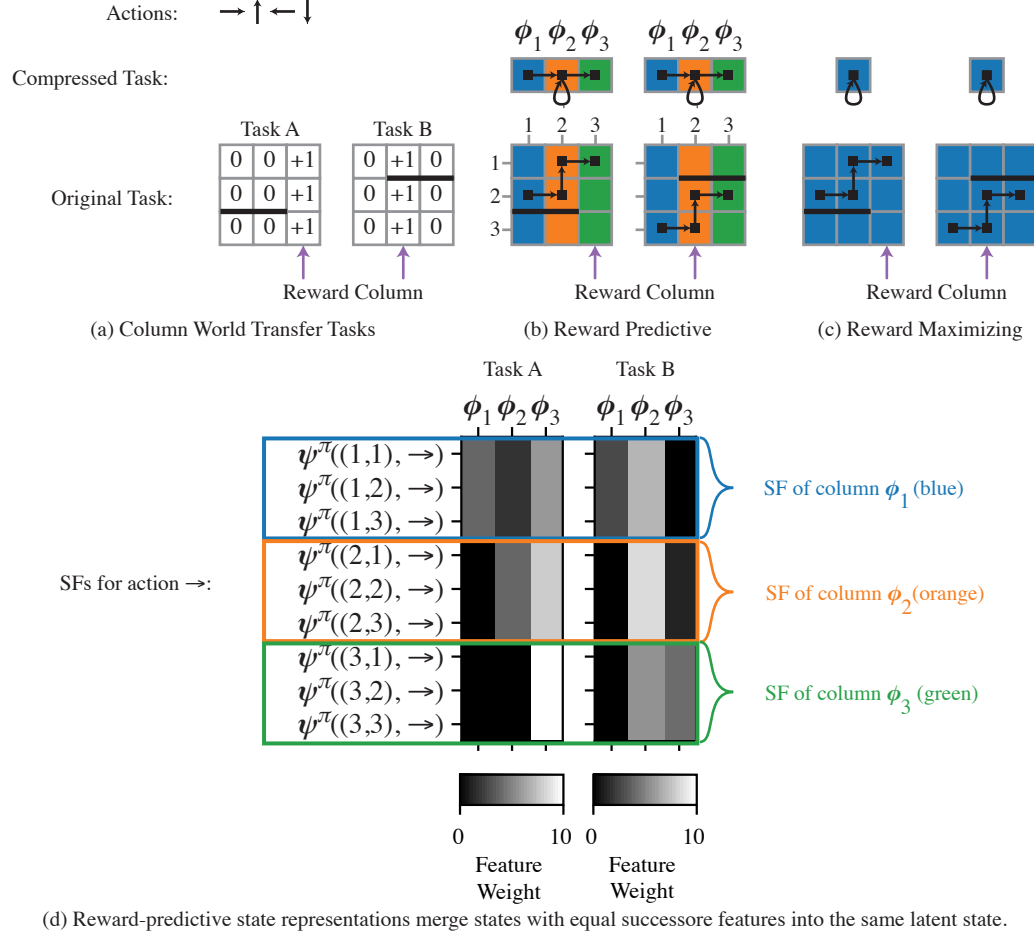 Actions:
ϕ1 ϕ2 ϕ3 ϕ1 ϕ2 ϕ3
Compressed Task:
Task A Task B
1 2 3 1 2 3
Original Task:
0 0 +1 0 +1 0
0 0 +1 0 +1 0
0 0 +1 0 +1 0
1
2
3
Reward Column Reward Column Reward Column
(a) Column World Transfer Tasks (b) Reward Predictive (c) Reward Maximizing
Task A Task B
ϕ1 ϕ2 ϕ3 ϕ1 ϕ2 ϕ3
SFs for action →:
ψπ((1,1), →)
ψπ((1,2), →)
ψπ((1,3), →)
ψπ((2,1), →)
ψπ((2,2), →)
ψπ((2,3), →)
ψπ((3,1), →)
ψπ((3,2), →)
ψπ((3,3), →)
SF of column ϕ1 (blue)
SF of column ϕ2 (orange)
SF of column ϕ3 (green)
0 10 0 10
Feature Feature
Weight Weight
(d) Reward-predictive state representations merge states with equal successore features into the same latent state.